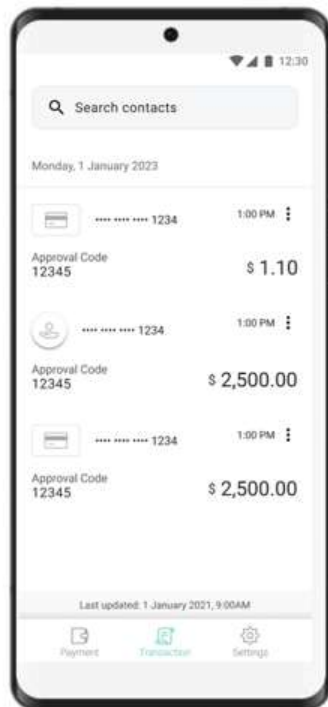 12:30
Search contacts
Monday, 1 January 2023
•••• •••• •••• 1234 1:00 PM
Approval Code
12345 $ 1.10
•••• •••• •••• 1234 1:00 PM
Approval Code
12345 $ 2,500.00
•••• •••• •••• 1234 1:00 PM
Approval Code
12345 $ 2,500.00
Last updated: 1 January 2021, 9:00AM
Payment Transaction Settings